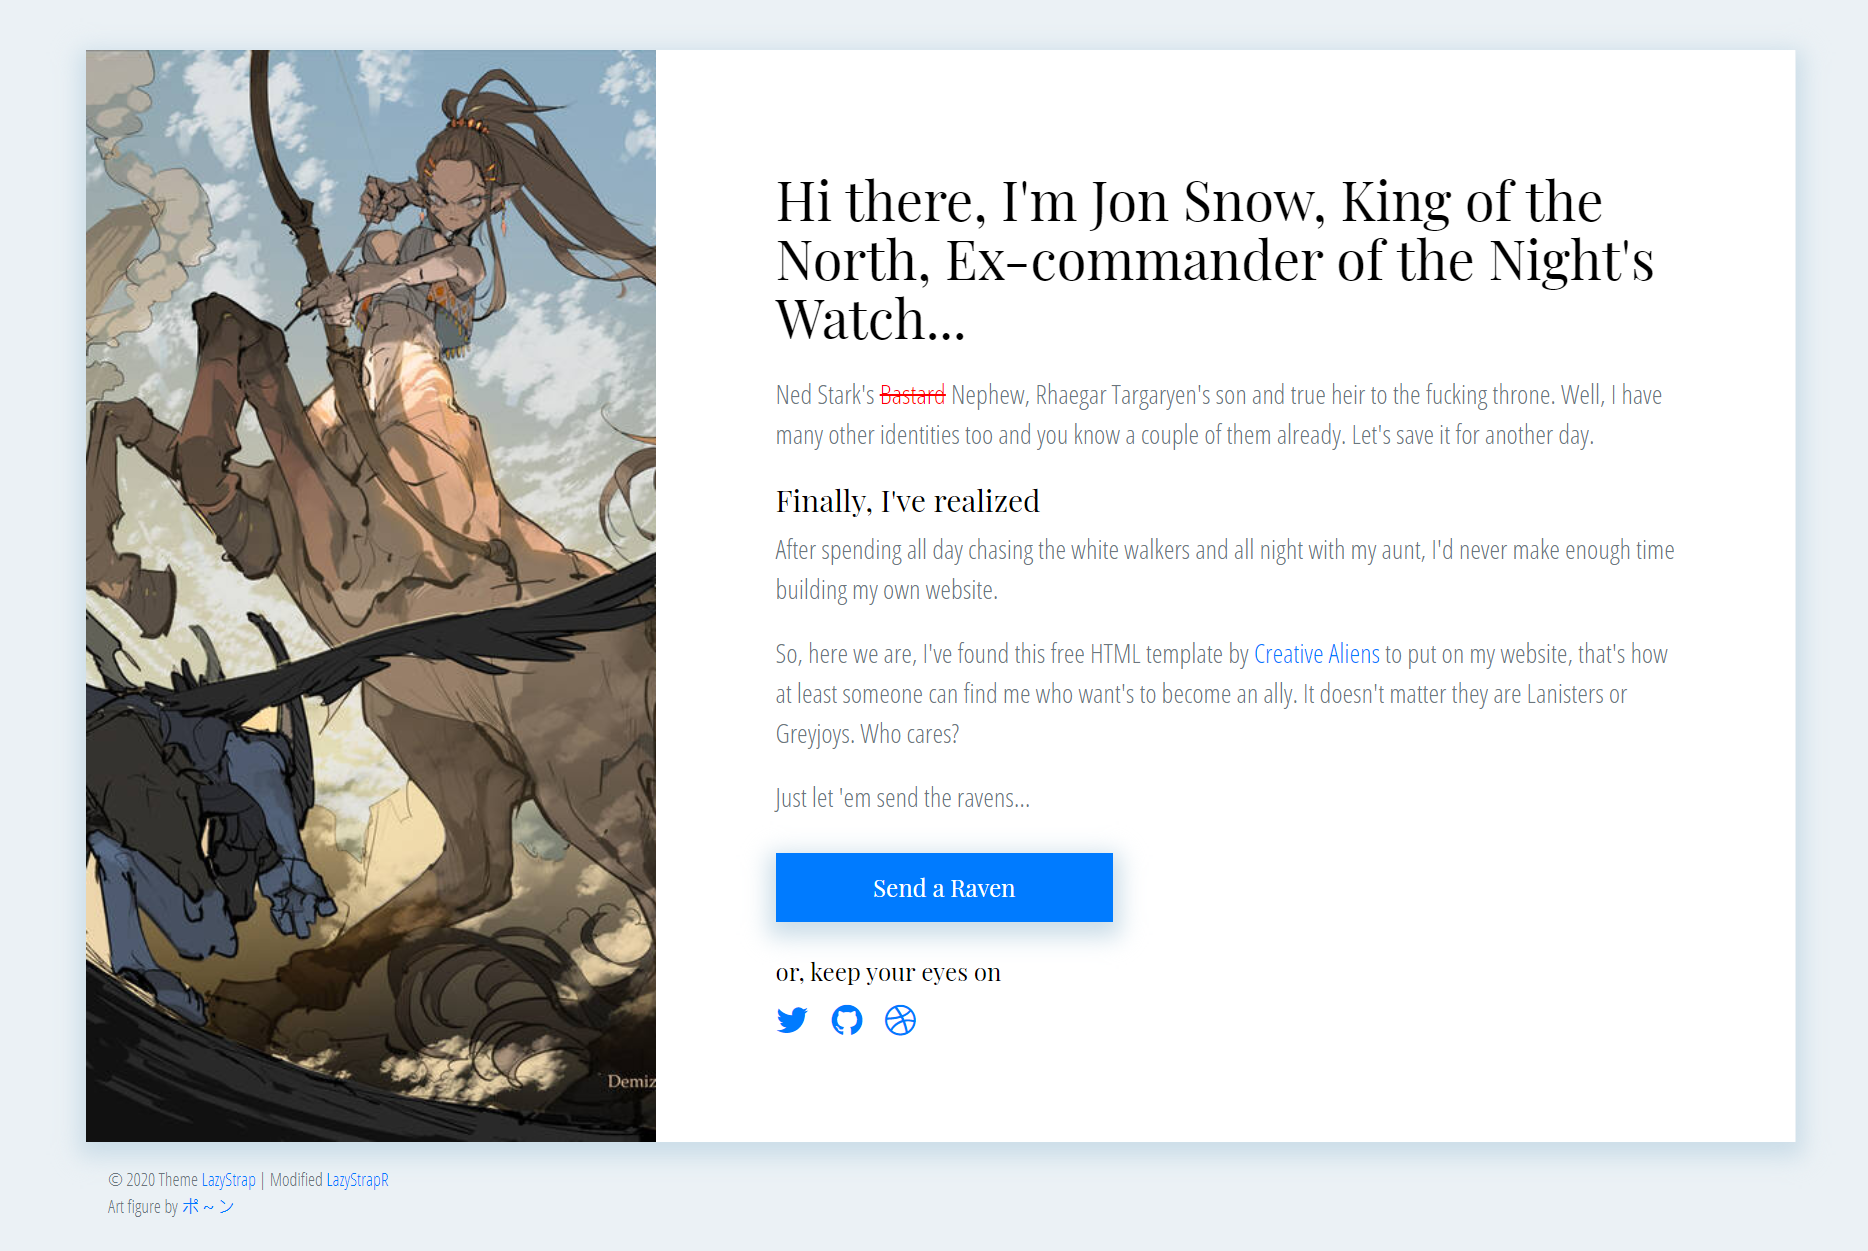 Hi there, I'm Jon Snow, King of the
North, Ex-commander of the Night's
Watch...
Ned Stark's Bastard Nephew, Rhaegar Targaryen's son and true heir to the fucking throne. Well, I have
many other identities too and you know a couple of them already. Let's save it for another day.
Finally, I've realized
After spending all day chasing the white walkers and all night with my aunt, I'd never make enough time
building my own website.
So, here we are, I've found this free HTML template by Creative Aliens to put on my website, that's how
at least someone can find me who want's to become an ally. It doesn't matter they are Lanisters or
Greyjoys. Who cares?
Just let 'em send the ravens...
Send a Raven
or, keep your eyes on
Demiz
© 2020 Theme LazyStrap | Modified LazyStrapR
Art figure by ポ~ン